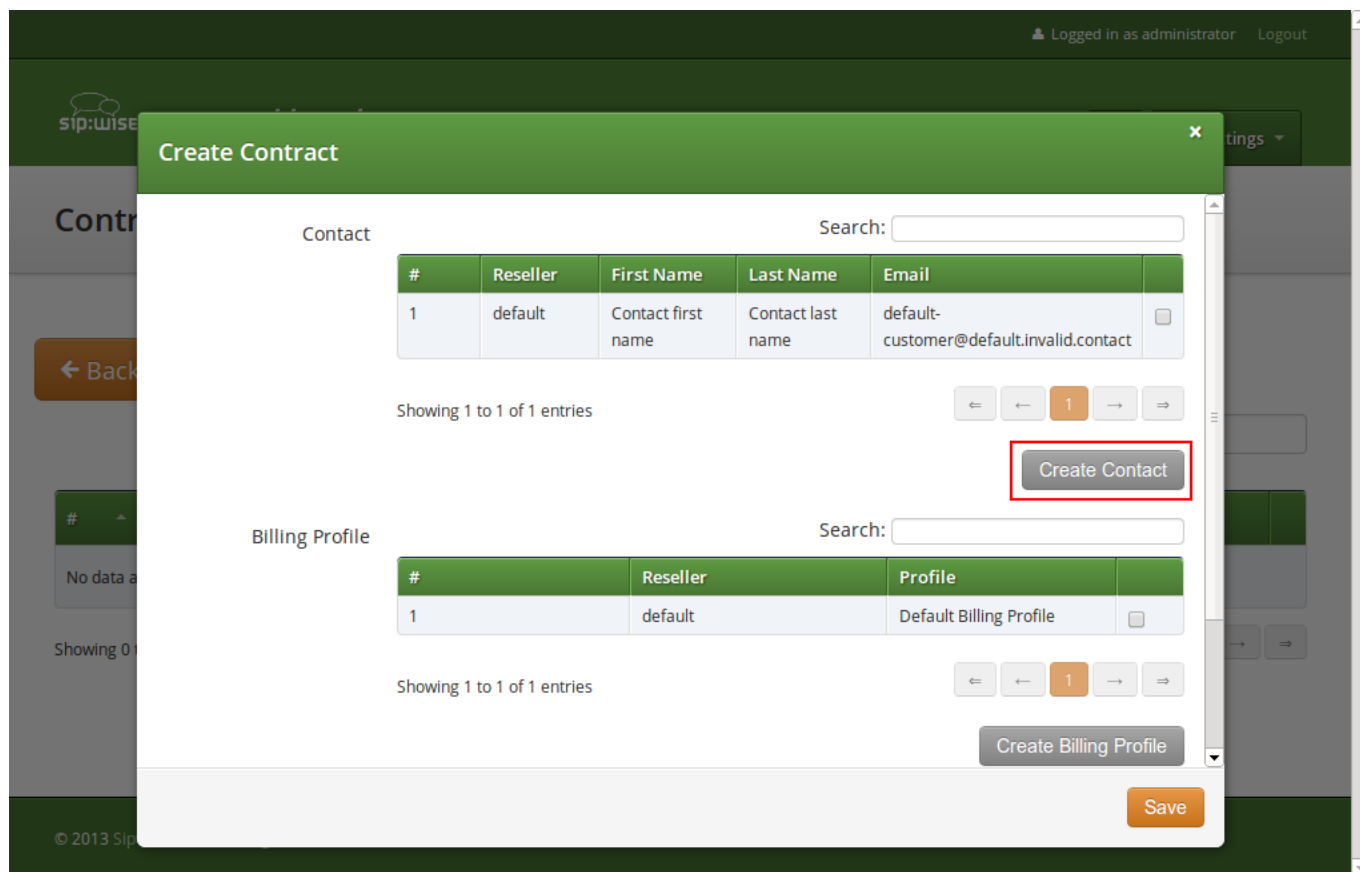 Logged in as administrator Logout
sip:wise
tings
Create Contract
×
Contr
Contact
Search:
# Reseller First Name Last Name Email
1 default Contact first name Contact last name default-customer@default.invalid.contact
← Back
Showing 1 to 1 of 1 entries
⇐ ← 1 → ⇒
Create Contact
#
Billing Profile
Search:
No data a
# Reseller Profile
1 default Default Billing Profile
Showing 0 t
→ ⇒
Showing 1 to 1 of 1 entries
⇐ ← 1 → ⇒
Create Billing Profile
Save
© 2013 Sip